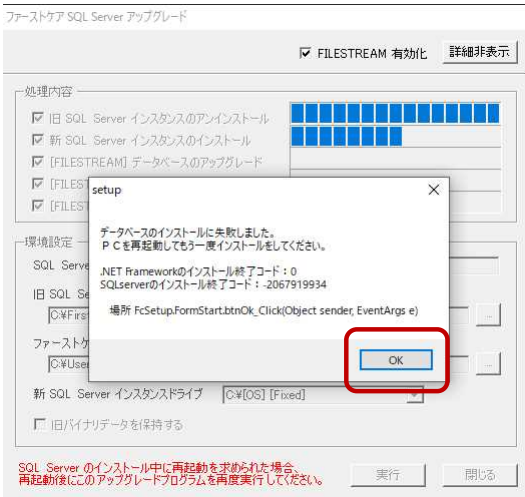 ファーストケア SQL Server アップグレード
FILESTREAM 有効化
詳細非表示
処理内容
旧 SQL Server インスタンスのアンインストール
新 SQL Server インスタンスのインストール
[FILESTREAM] データベースのアップグレード
[FILES
[FILES
setup
データベースのインストールに失敗しました。
PCを再起動してもう一度インストールをしてください。
.NET Frameworkのインストール終了コード：0
SQLserverのインストール終了コード：-2067919934
場所 FcSetup.FormStart.btnOk_Click(Object sender, EventArgs e)
OK
環境設定
SQL Serve
旧 SQL Se
C:¥Firs
...
ファーストケ
C:¥User
...
新 SQL Server インスタンスドライブ
C:¥[OS] [Fixed]
旧バイナリデータを保持する
SQL Server のインストール中に再起動を求められた場合、
再起動後にこのアップグレードプログラムを再度実行してください。
実行
閉じる